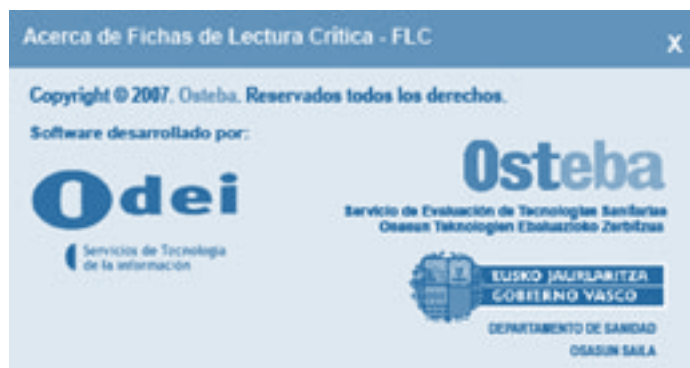 Acerca de Fichas de Lectura Crítica - FLC
X
Copyright © 2007. Osteba. Reservados todos los derechos.
Software desarrollado por:
Odei
Servicios de Tecnología
de la información
Osteba
Servicio de Evaluación de Tecnologías Sanitarias
Osasun Teknologien Ebaluazioko Zerbitzua
EUSKO JAURLARITZA
GOBIERNO VASCO
DEPARTAMENTO DE SANIDAD
OSASUN SAILA